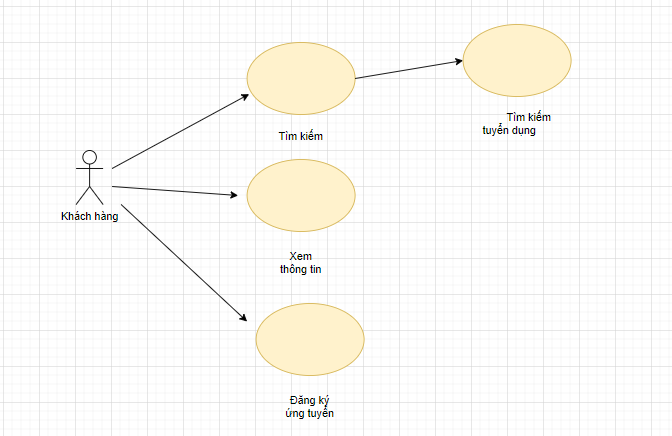 Tìm kiếm
tuyển dụng
Tìm kiếm
Khách hàng
Xem
thông tin
Đăng ký
ứng tuyển